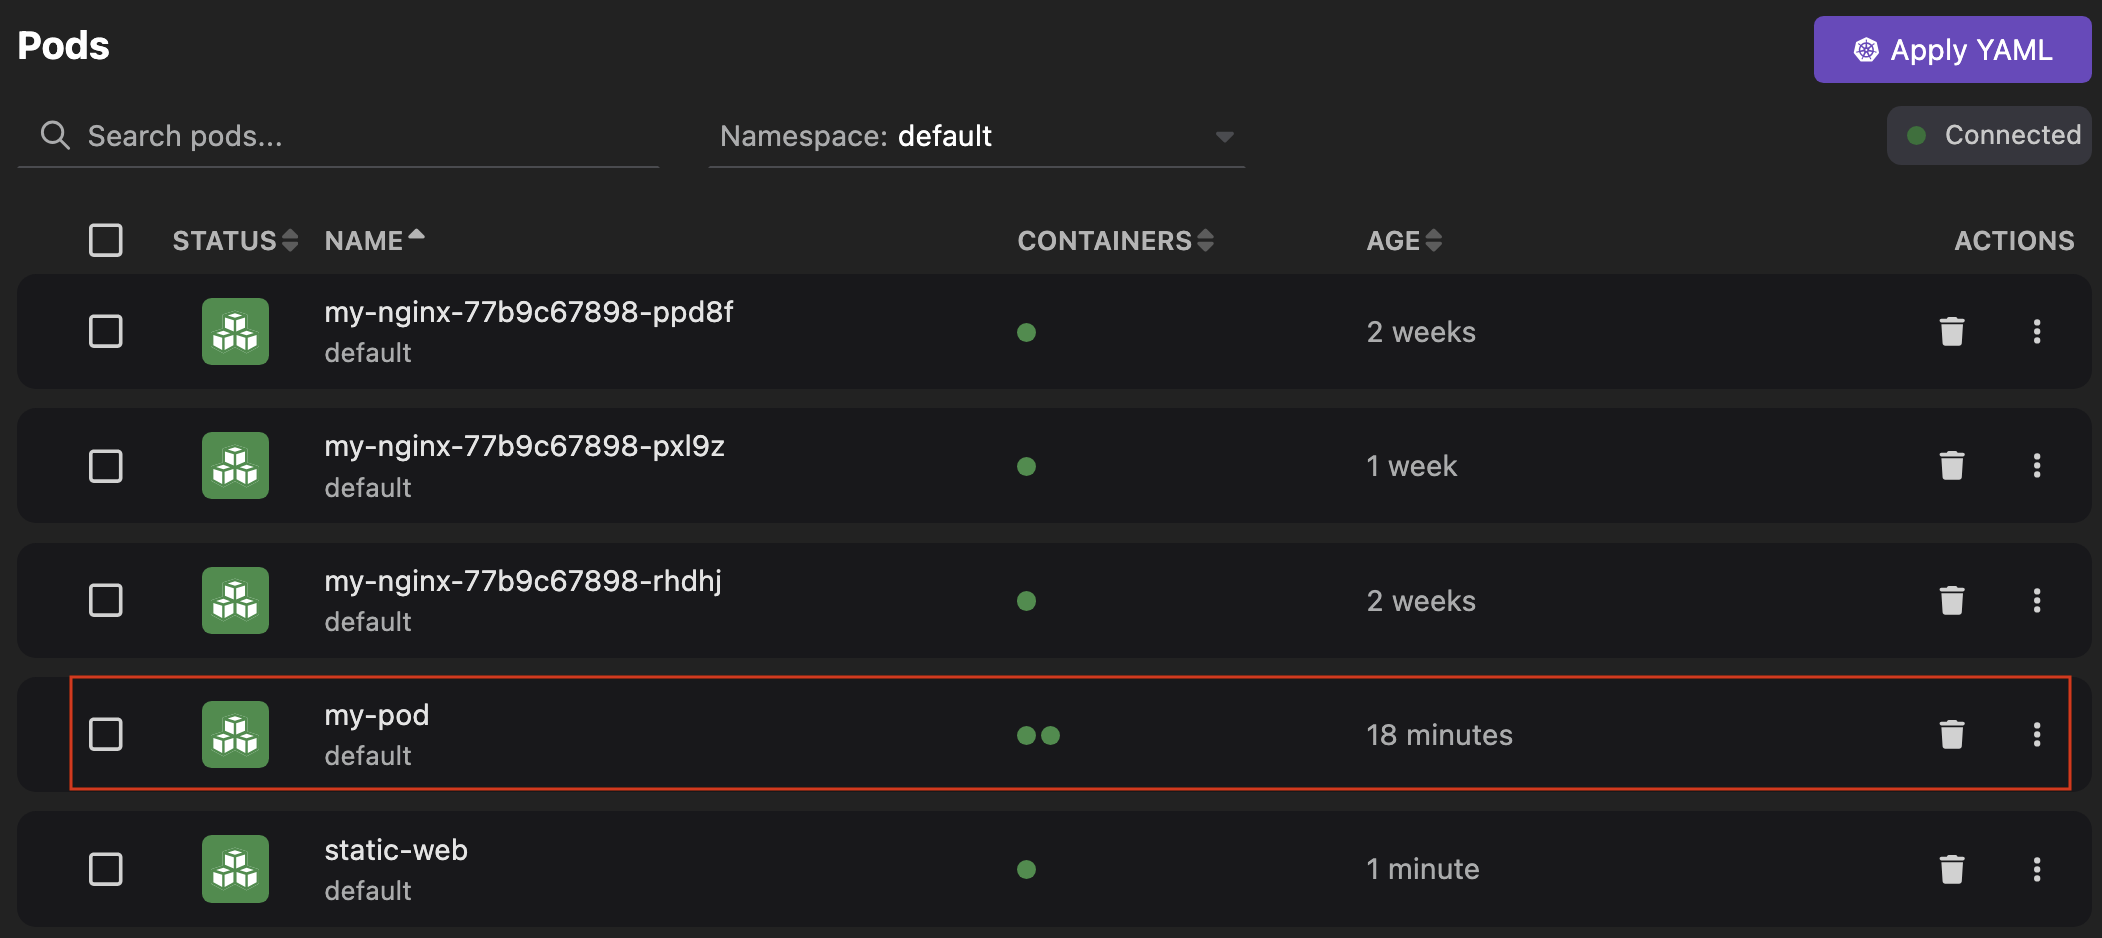 Pods
Apply YAML
Search pods...
Namespace: default
Connected
STATUS NAME CONTAINERS AGE ACTIONS
my-nginx-77b9c67898-ppd8f
default
2 weeks
my-nginx-77b9c67898-pxl9z
default
1 week
my-nginx-77b9c67898-rhdhj
default
2 weeks
my-pod
default
18 minutes
static-web
default
1 minute